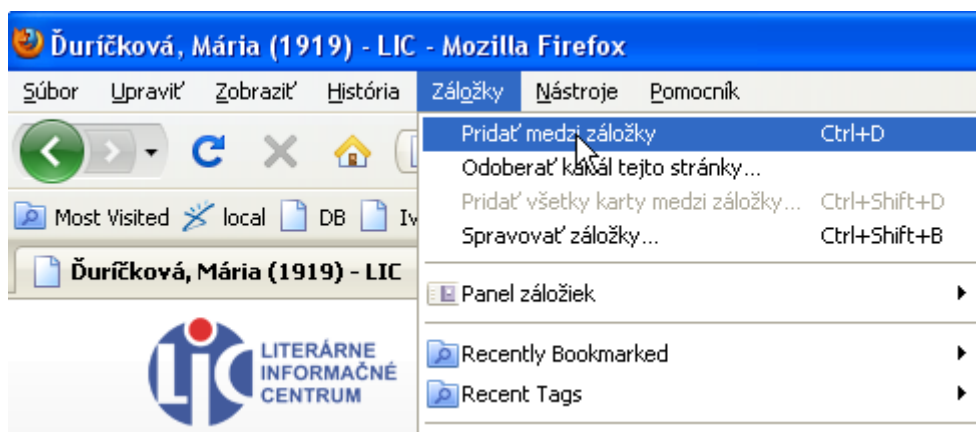 Ďuríčková, Mária (1919) - LIC - Mozilla Firefox
Súbor Upraviť Zobraziť História Záložky Nástroje Pomocník
Pridať medzi záložky Ctrl+D
Odoberať kanál tejto stránky...
Pridať všetky karty medzi záložky... Ctrl+Shift+D
Spravovať záložky... Ctrl+Shift+B
Panel záložiek
Recently Bookmarked
Recent Tags
Most Visited local DB Iv
Ďuríčková, Mária (1919) - LIC
LIC
LITERÁRNE
INFORMAČNÉ
CENTRUM